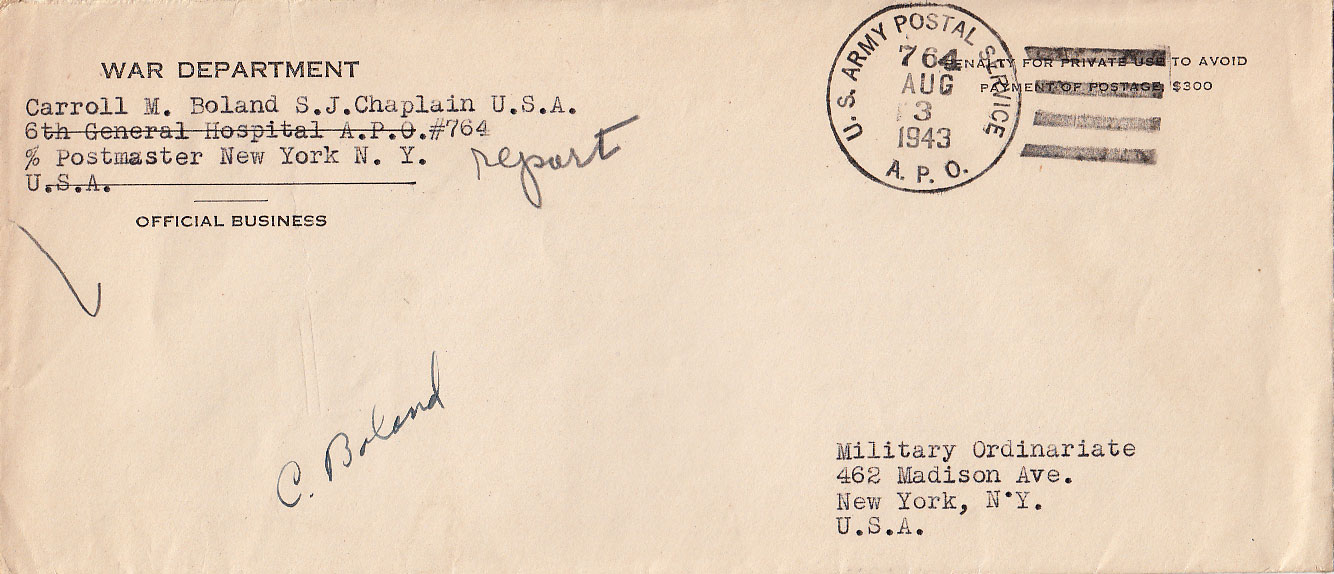 WAR DEPARTMENT
Carroll M. Boland S.J.Chaplain U.S.A.
6th General Hospital A.P.O.#764
% Postmaster New York N. Y.
U.S.A.
OFFICIAL BUSINESS
report
U. S. ARMY POSTAL SERVICE
764
AUG
3
1943
A. P. O.
PENALTY FOR PRIVATE USE TO AVOID
PAYMENT OF POSTAGE, $300
C. Boland
Military Ordinariate
462 Madison Ave.
New York, N.Y.
U.S.A.